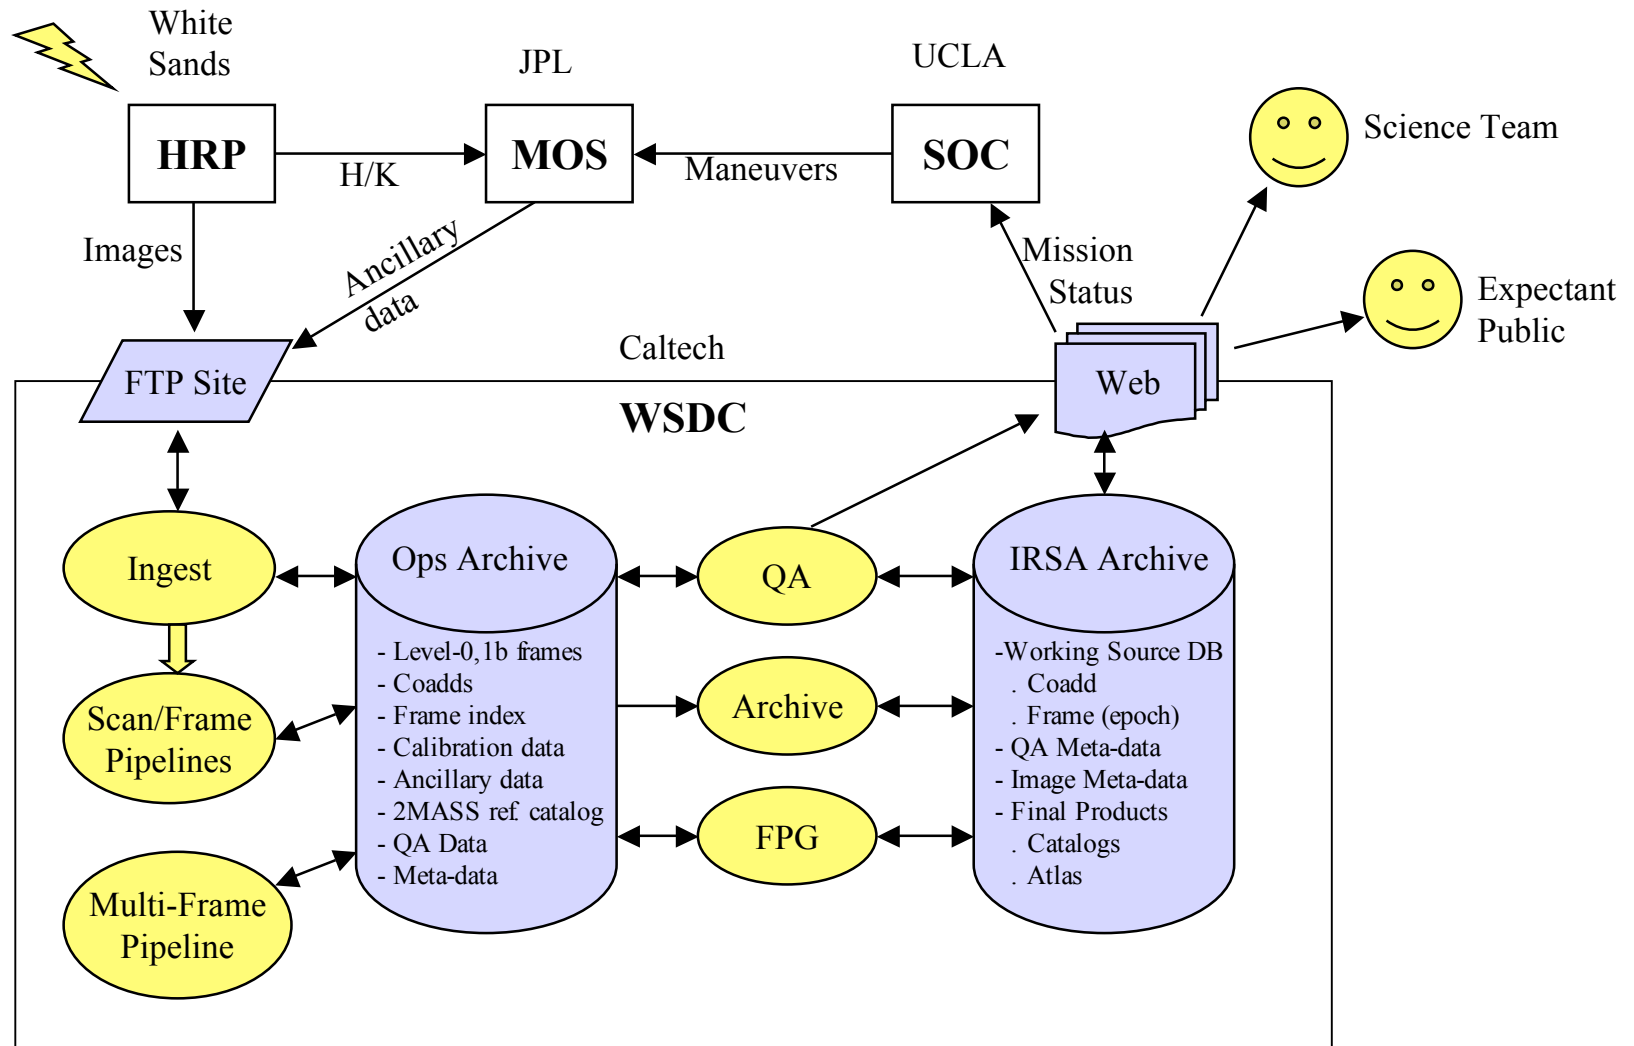 White
Sands
JPL
UCLA
HRP
MOS
SOC
Science Team
H/K
Maneuvers
Images
Ancillary
data
Mission
Status
Expectant
Public
Caltech
FTP Site
Web
WSDC
Ingest
Ops Archive
QA
IRSA Archive
- Level-0,1b frames
- Coadds
- Frame index
- Calibration data
- Ancillary data
- 2MASS ref. catalog
- QA Data
- Meta-data
-Working Source DB
. Coadd
. Frame (epoch)
- QA Meta-data
- Image Meta-data
- Final Products
. Catalogs
. Atlas
Scan/Frame
Pipelines
Archive
FPG
Multi-Frame
Pipeline